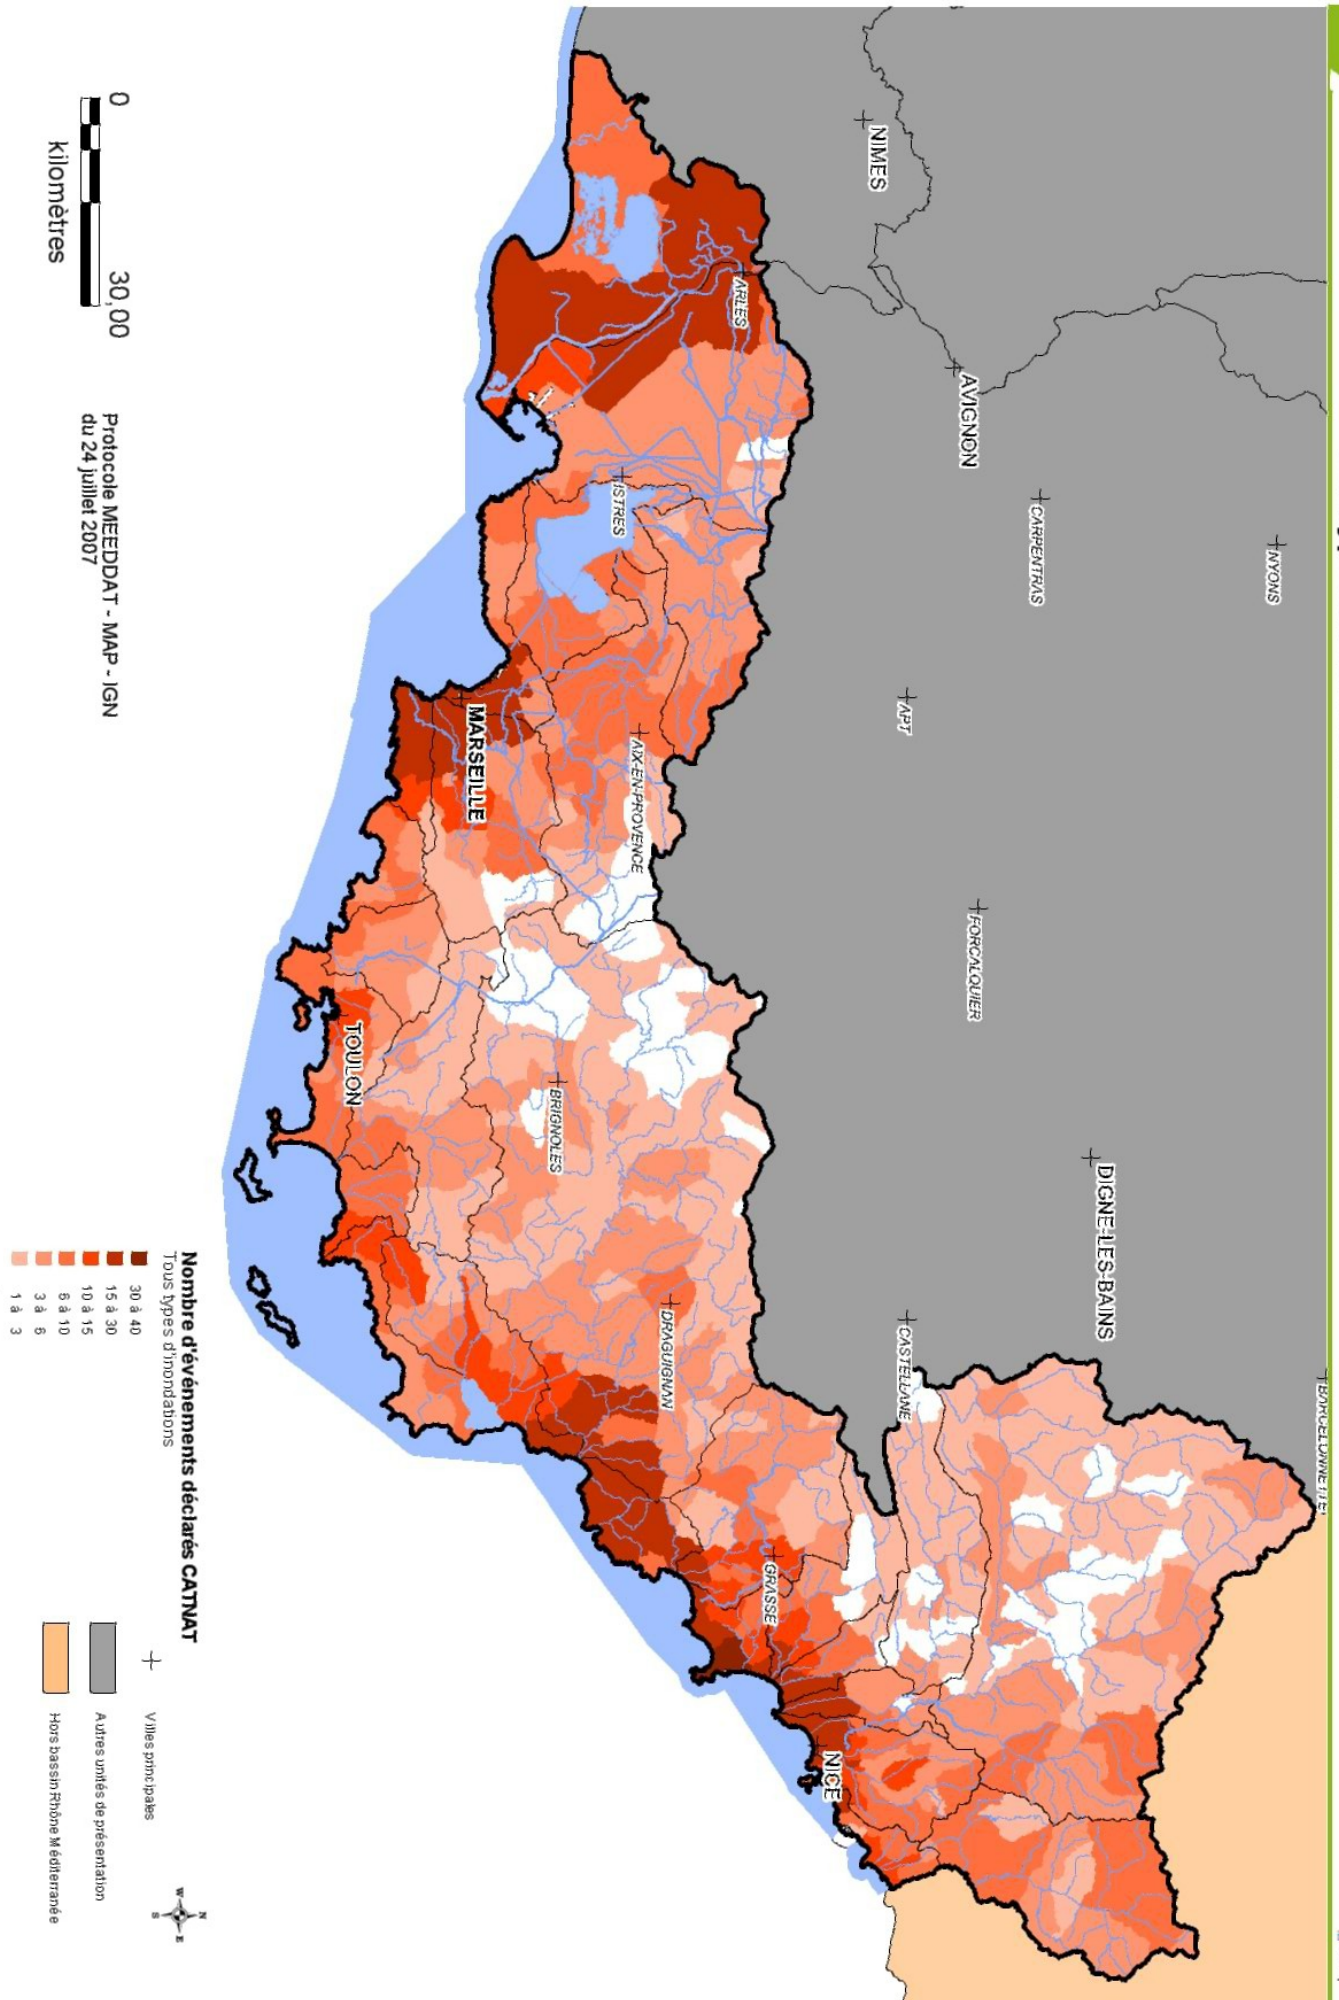 BARCELONNETTE
NYONS
DIGNE-LES-BAINS
CARPENTRAS
FORCALQUIER
AVIGNON
APT
CASTELLANE
NIMES
NICE
GRASSE
ARLES
DRAGUIGNAN
AIX-EN-PROVENCE
ISTRES
BRIGNOLES
MARSEILLE
TOULON
0 30,00
kilomètres
Protocole MEEDDAT - MAP - IGN
du 24 juillet 2007
Nombre d'événements déclarés CATNAT
Tous types d'inondations
30 à 40
15 à 30
10 à 15
6 à 10
3 à 6
1 à 3
Villes principales
Autres unités de présentation
Hors bassin Rhône Méditerranée
N
W E
S